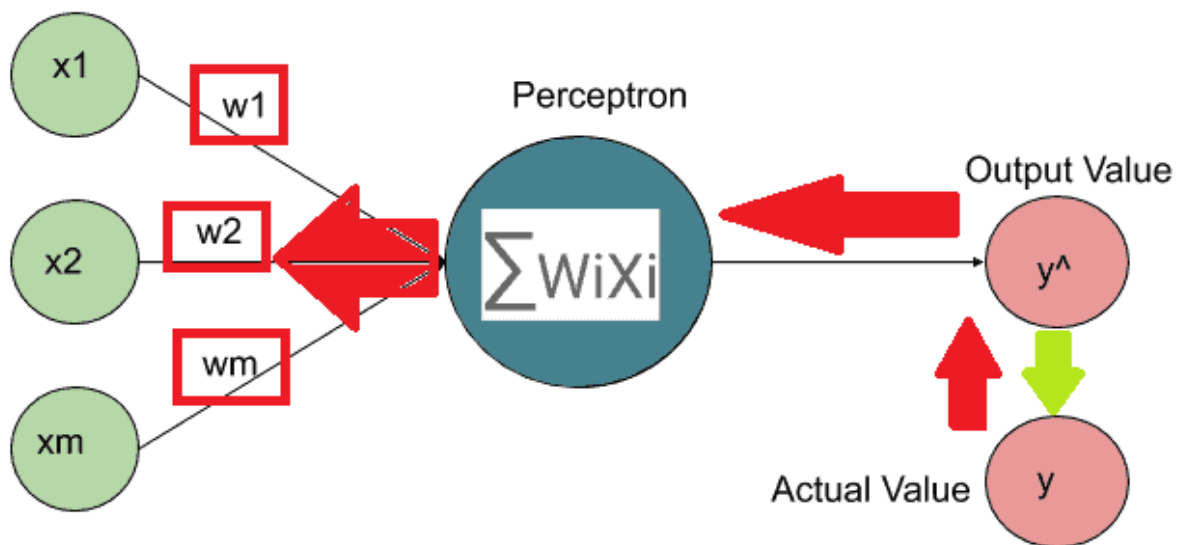 x1
w1
Perceptron
Output Value
x2
w2
∑WiXi
y^
wm
xm
Actual Value
y